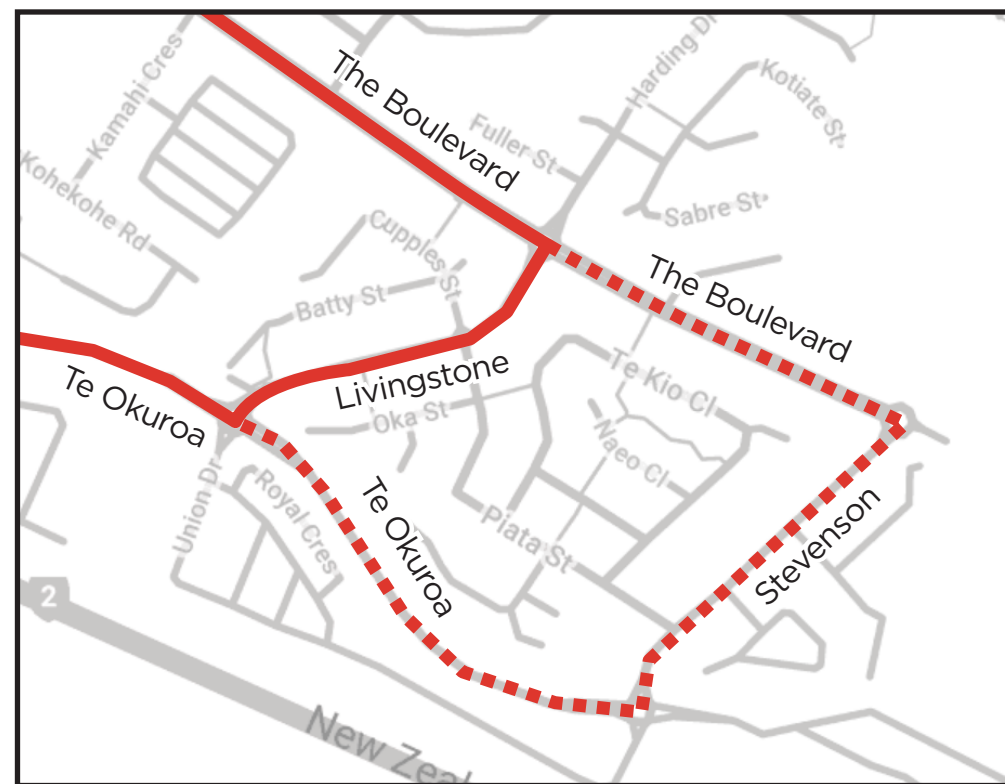 Harding Dr
Kamahi Cres
The Boulevard
Kotiate St
Fuller St
Kohekohe Rd
Sabre St
Cupples St
The Boulevard
Batty St
Te Okuroa
Livingstone
Te Kio Cl
Oka St
Naeo Cl
Union Dr
Royal Cres
Te Okuroa
Piata St
Stevenson
2
New Zeal